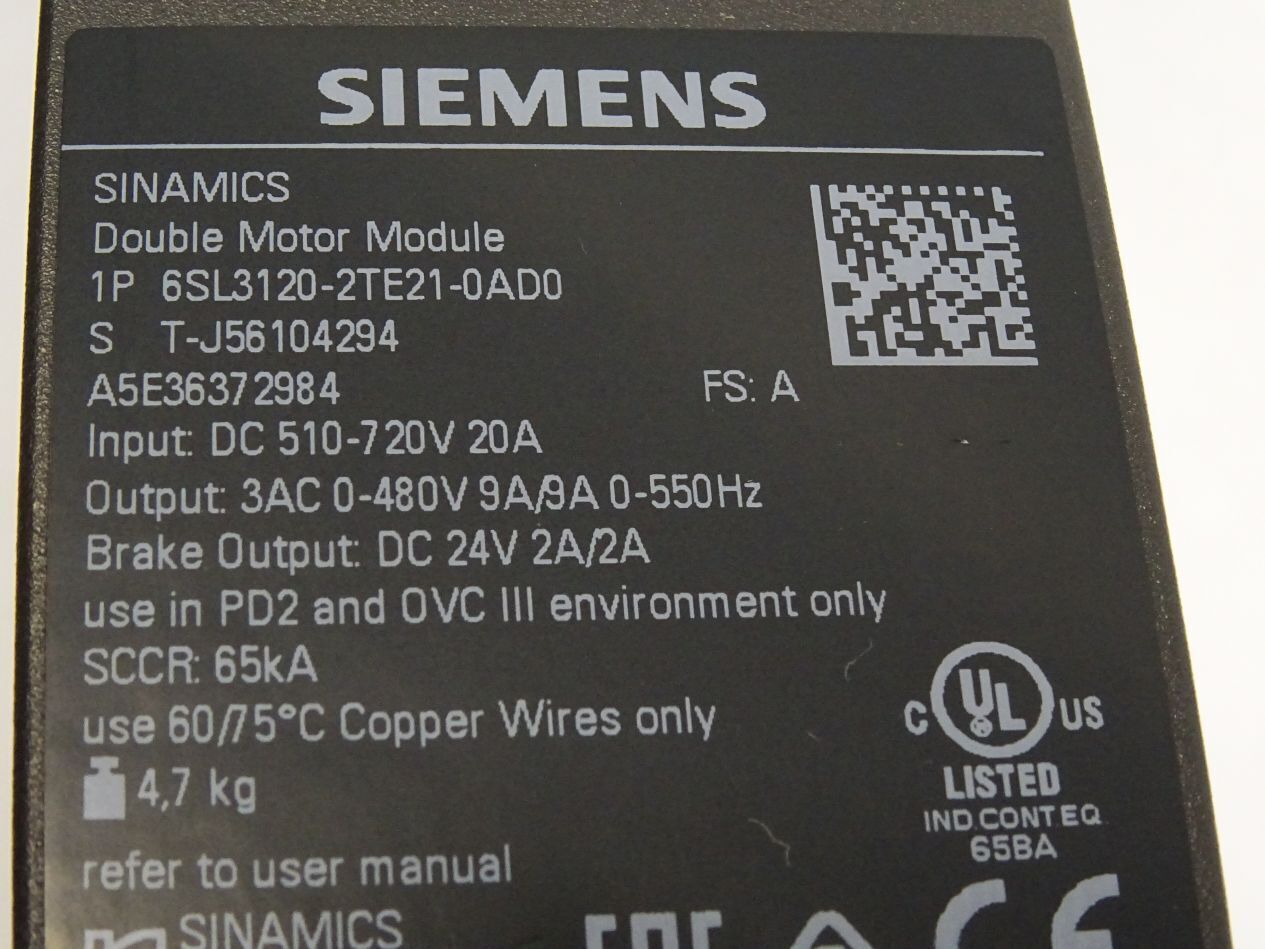 SIEMENS
SINAMICS
Double Motor Module
1P 6SL3120-2TE21-0AD0
S T-J56104294
A5E36372984 FS: A
Input: DC 510-720V 20A
Output: 3AC 0-480V 9A/9A 0-550Hz
Brake Output: DC 24V 2A/2A
use in PD2 and OVC III environment only
SCCR: 65kA
use 60/75°C Copper Wires only
C UL US
LISTED
IND.CONT.EQ.
65BA
4,7 kg
refer to user manual
SINAMICS
EAC CE